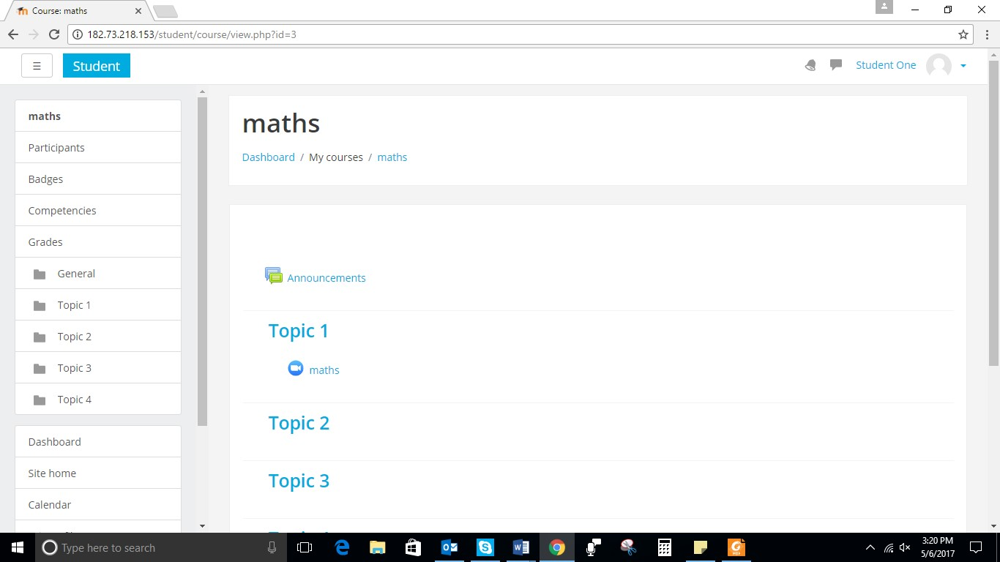 Course: maths
182.73.218.153/student/course/view.php?id=3
Student
Student One
maths
Participants
Badges
Competencies
Grades
General
Topic 1
Topic 2
Topic 3
Topic 4
Dashboard
Site home
Calendar
maths
Dashboard / My courses / maths
Announcements
Topic 1
maths
Topic 2
Topic 3
Type here to search
3:20 PM
5/6/2017